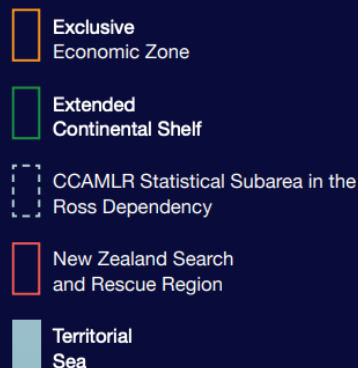 Exclusive
Economic Zone
Extended
Continental Shelf
CCAMLR Statistical Subarea in the
Ross Dependency
New Zealand Search
and Rescue Region
Territorial
Sea